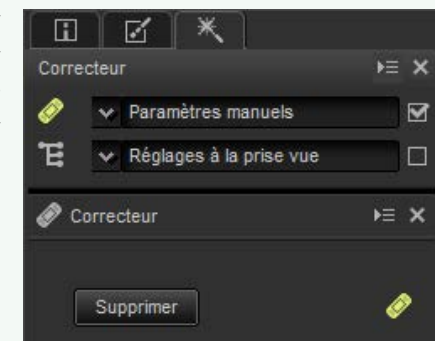 Correcteur
Paramètres manuels
Réglages à la prise vue
Correcteur
Supprimer